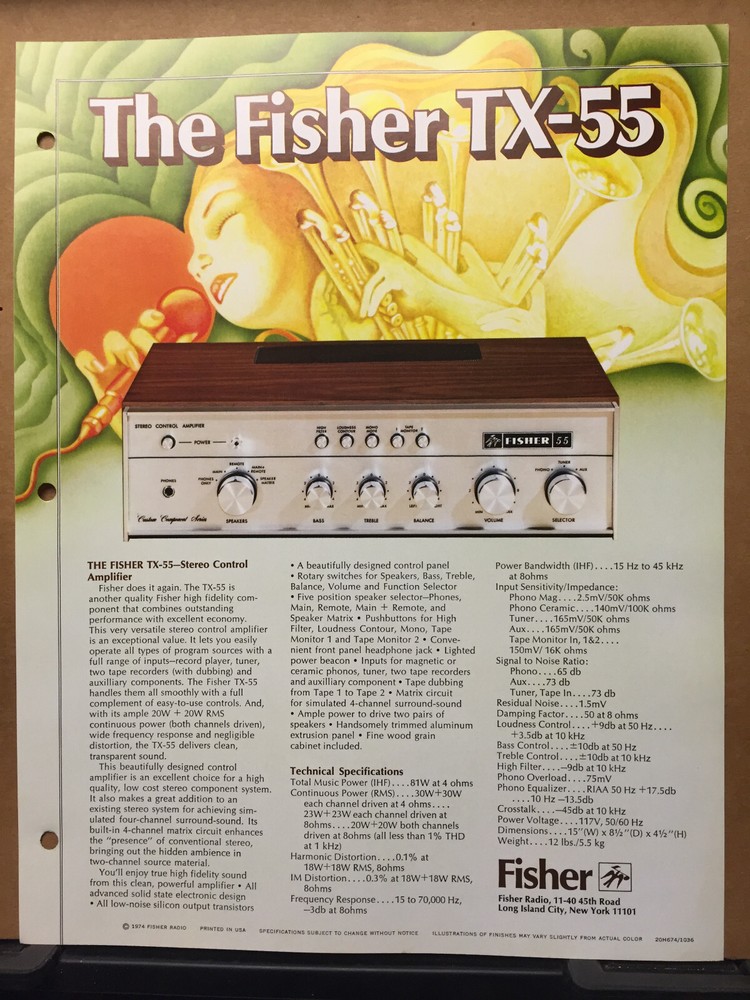 The Fisher TX-55
STEREO CONTROL AMPLIFIER
POWER
HIGH FILTER
LOUDNESS CONTOUR
MONO MODE
1 TAPE MONITOR 2
FISHER 55
PHONES
PHONES ONLY
MAIN
REMOTE
MAIN+ REMOTE
SPEAKER MATRIX
PHONO
TUNER
AUX
Custom Component Series
SPEAKERS
BASS
TREBLE
BALANCE
VOLUME
SELECTOR
THE FISHER TX-55—Stereo Control
Amplifier
Fisher does it again. The TX-55 is
another quality Fisher high fidelity com-
ponent that combines outstanding
performance with excellent economy.
This very versatile stereo control amplifier
is an exceptional value. It lets you easily
operate all types of program sources with a
full range of inputs—record player, tuner,
two tape recorders (with dubbing) and
auxilliary components. The Fisher TX-55
handles them all smoothly with a full
complement of easy-to-use controls. And,
with its ample 20W + 20W RMS
continuous power (both channels driven),
wide frequency response and negligible
distortion, the TX-55 delivers clean,
transparent sound.
This beautifully designed control
amplifier is an excellent choice for a high
quality, low cost stereo component system.
It also makes a great addition to an
existing stereo system for achieving sim-
ulated four-channel surround-sound. Its
built-in 4-channel matrix circuit enhances
the "presence" of conventional stereo,
bringing out the hidden ambience in
two-channel source material.
You'll enjoy true high fidelity sound
from this clean, powerful amplifier • All
advanced solid state electronic design
• All low-noise silicon output transistors
• A beautifully designed control panel
• Rotary switches for Speakers, Bass, Treble,
Balance, Volume and Function Selector
• Five position speaker selector—Phones,
Main, Remote, Main + Remote, and
Speaker Matrix • Pushbuttons for High
Filter, Loudness Contour, Mono, Tape
Monitor 1 and Tape Monitor 2 • Conve-
nient front panel headphone jack • Lighted
power beacon • Inputs for magnetic or
ceramic phonos, tuner, two tape recorders
and auxilliary component • Tape dubbing
from Tape 1 to Tape 2 • Matrix circuit
for simulated 4-channel surround-sound
• Ample power to drive two pairs of
speakers • Handsomely trimmed aluminum
extrusion panel • Fine wood grain
cabinet included.
Technical Specifications
Total Music Power (IHF)....81W at 4 ohms
Continuous Power (RMS)....30W+30W
each channel driven at 4 ohms....
23W+23W each channel driven at
8ohms....20W+20W both channels
driven at 8ohms (all less than 1% THD
at 1 kHz)
Harmonic Distortion....0.1% at
18W+18W RMS, 8ohms
IM Distortion....0.3% at 18W+18W RMS,
8ohms
Frequency Response....15 to 70,000 Hz,
-3db at 8ohms
Power Bandwidth (IHF)....15 Hz to 45 kHz
at 8ohms
Input Sensitivity/Impedance:
Phono Mag....2.5mV/50K ohms
Phono Ceramic....140mV/100K ohms
Tuner....165mV/50K ohms
Aux....165mV/50K ohms
Tape Monitor In, 1&2....
150mV/ 16K ohms
Signal to Noise Ratio:
Phono....65 db
Aux....73 db
Tuner, Tape In....73 db
Residual Noise....1.5mV
Damping Factor....50 at 8 ohms
Loudness Control....+9db at 50 Hz....
+3.5db at 10 kHz
Bass Control....±10db at 50 Hz
Treble Control....±10db at 10 kHz
High Filter....-9db at 10 kHz
Phono Overload....75mV
Phono Equalizer....RIAA 50 Hz +17.5db
....10 Hz -13.5db
Crosstalk....-45db at 10 kHz
Power Voltage....117V, 50/60 Hz
Dimensions....15"(W) x 8½"(D) x 4½"(H)
Weight....12 lbs./5.5 kg
Fisher
Fisher Radio, 11-40 45th Road
Long Island City, New York 11101
© 1974 FISHER RADIO PRINTED IN USA SPECIFICATIONS SUBJECT TO CHANGE WITHOUT NOTICE ILLUSTRATIONS OF FINISHES MAY VARY SLIGHTLY FROM ACTUAL COLOR 20H674/1036